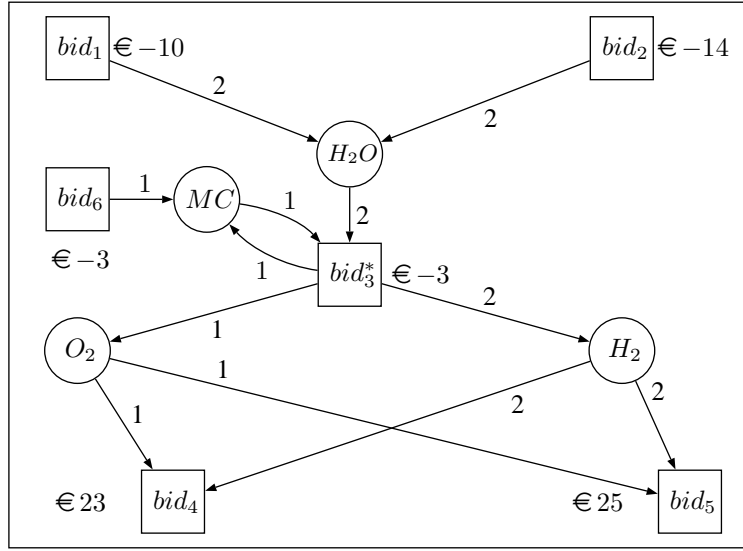 bid₁ € −10
bid₂ € −14
2
2
H₂O
bid₆
1
MC
1
2
€ −3
1
bid₃* € −3
1
2
O₂
H₂
1
1
2
2
€ 23
bid₄
€ 25
bid₅